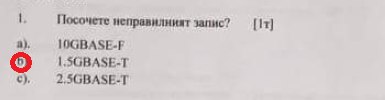 1. Посочете неправилният запис? [1т]
а). 10GBASE-F
b). 1.5GBASE-T
c). 2.5GBASE-T